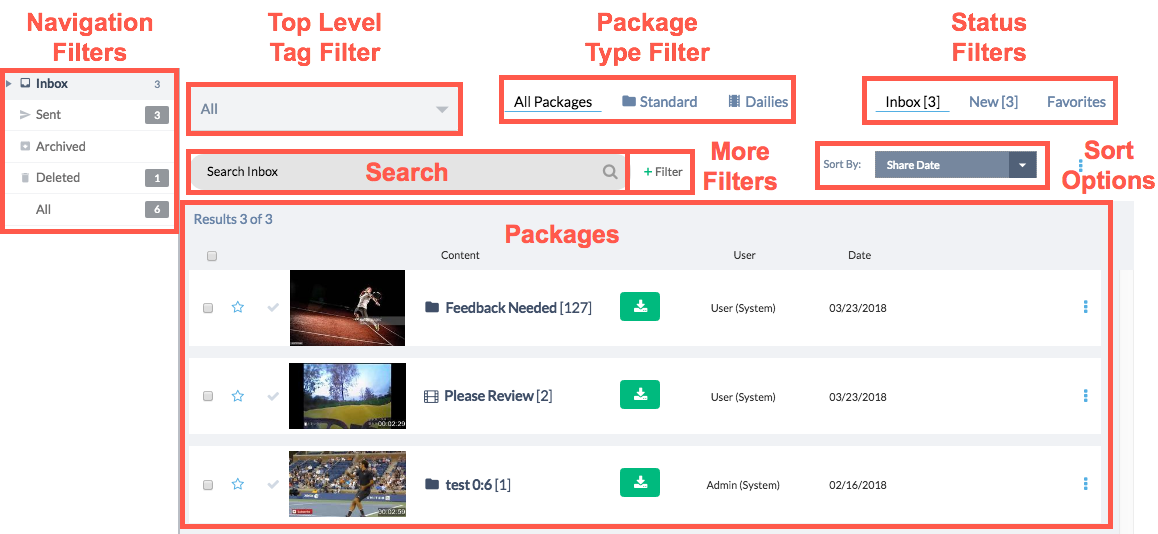 Navigation
Filters
Top Level
Tag Filter
Package
Type Filter
Status
Filters
Inbox 3
Sent 3
Archived
Deleted 1
All 6
All
All Packages Standard Dailies
Inbox [3] New [3] Favorites
Search Inbox Search + Filter
More
Filters
Sort By: Share Date
Sort
Options
Results 3 of 3
Packages
Content User Date
Feedback Needed [127] User (System) 03/23/2018
Please Review [2] User (System) 03/23/2018
00:02:29
test 0:6 [1] Admin (System) 02/16/2018
00:02:59